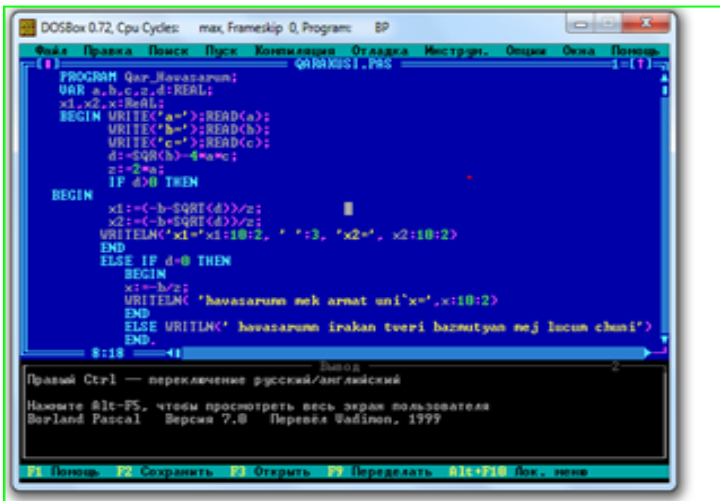 DOSBox 0.72, Cpu Cycles: max, Frameskip 0, Program: BP
Файл Правка Поиск Пуск Компиляция Отладка Инструм. Опции Окна Помощь
QARAXUSI.PAS 1=[↑]
PROGRAM Qar_Havasarum;
VAR a,b,c,z,d:REAL;
x1,x2,x:ReAL;
BEGIN WRITE('a=');READ(a);
WRITE('b=');READ(b);
WRITE('c=');READ(c);
d:=SQR(b)-4*a*c;
z:=2*a;
IF d>0 THEN
BEGIN
x1:=(-b-SQRT(d))/z;
x2:=(-b+SQRT(d))/z;
WRITELN('x1='x1:10:2, ' ':3, 'x2=', x2:10:2)
END
ELSE IF d=0 THEN
BEGIN
x:=-b/z;
WRITELN( 'havasarumn mek armat uni`x=',x:10:2)
END
ELSE WRITLN(' havasarumn irakan tveri bazmutyan mej lucum chuni')
END.
8:18
Вывод 2
Правый Ctrl — переключение русский/английский
Нажмите Alt-F5, чтобы просмотреть весь экран пользователя
Borland Pascal Версия 7.0 Перевёл Vadimon, 1999
F1 Помощь F2 Сохранить F3 Открыть F9 Переделать Alt+F10 Лок. меню